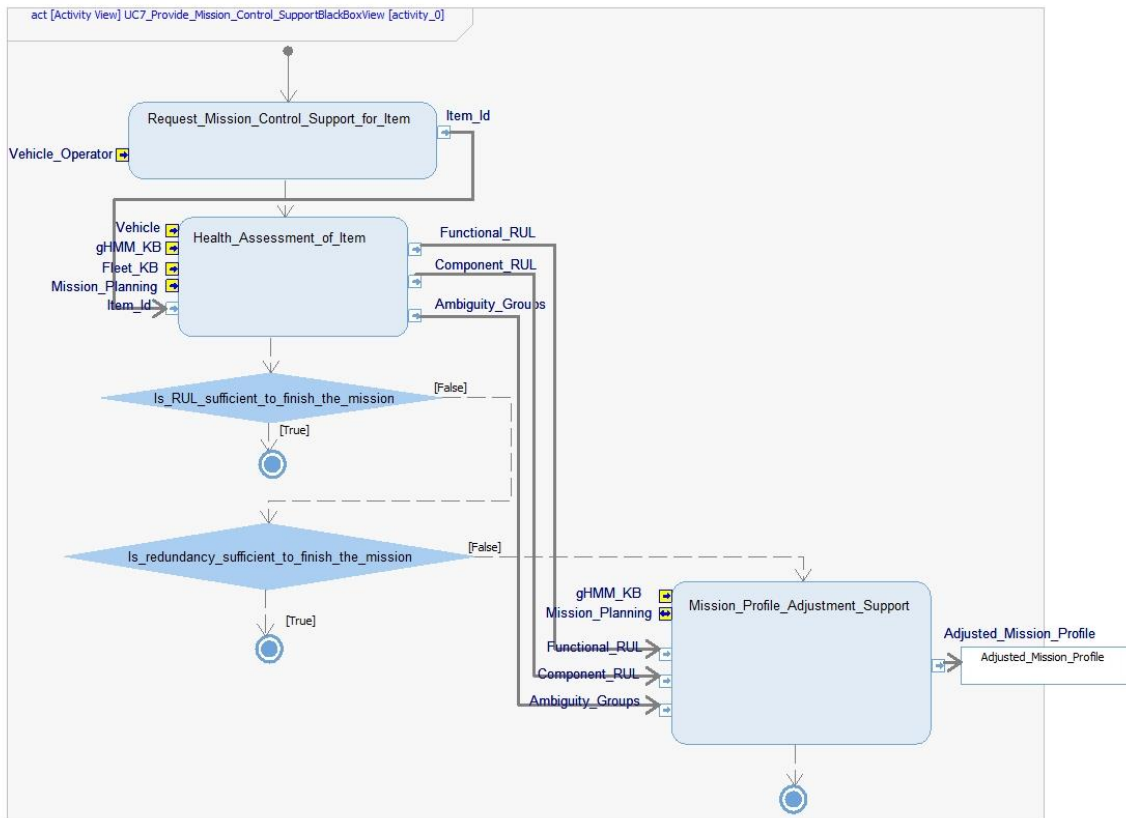 act [Activity View] UC7_Provide_Mission_Control_SupportBlackBoxView [activity_0]
Request_Mission_Control_Support_for_Item
Item_Id
Vehicle_Operator
Vehicle
Health_Assessment_of_Item
Functional_RUL
gHMM_KB
Fleet_KB
Component_RUL
Mission_Planning
Item_Id
Ambiguity_Groups
[False]
Is_RUL_sufficient_to_finish_the_mission
[True]
[False]
Is_redundancy_sufficient_to_finish_the_mission
[True]
gHMM_KB
Mission_Profile_Adjustment_Support
Mission_Planning
Functional_RUL
Adjusted_Mission_Profile
Adjusted_Mission_Profile
Component_RUL
Ambiguity_Groups